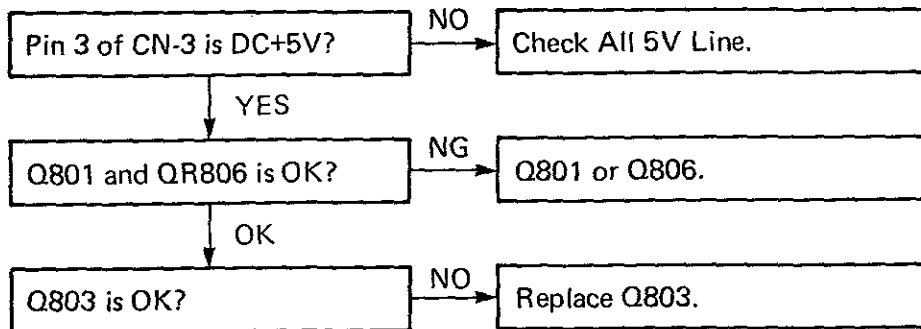 Pin 3 of CN-3 is DC+5V?
NO
Check All 5V Line.
YES
Q801 and QR806 is OK?
NG
Q801 or Q806.
OK
Q803 is OK?
NO
Replace Q803.